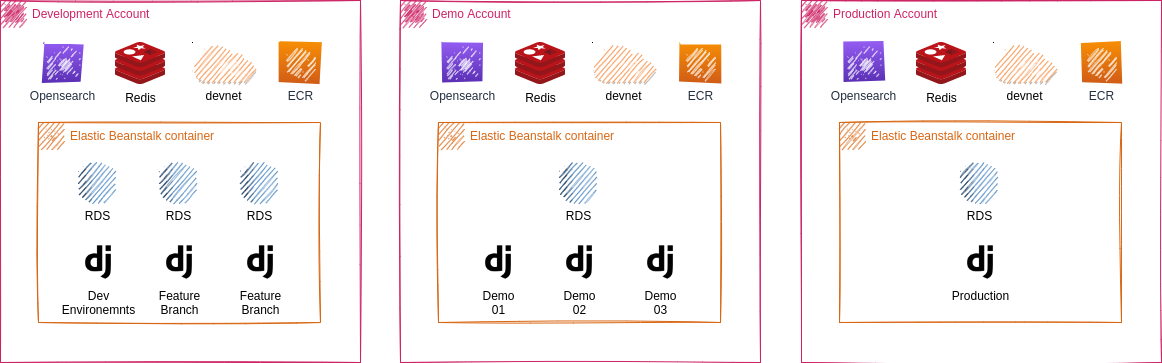 Development Account
Opensearch
Redis
devnet
ECR
Elastic Beanstalk container
RDS
RDS
RDS
dj
dj
dj
Dev
Environemnts
Feature
Branch
Feature
Branch
Demo Account
Opensearch
Redis
devnet
ECR
Elastic Beanstalk container
RDS
dj
dj
dj
Demo
01
Demo
02
Demo
03
Production Account
Opensearch
Redis
devnet
ECR
Elastic Beanstalk container
RDS
dj
Production